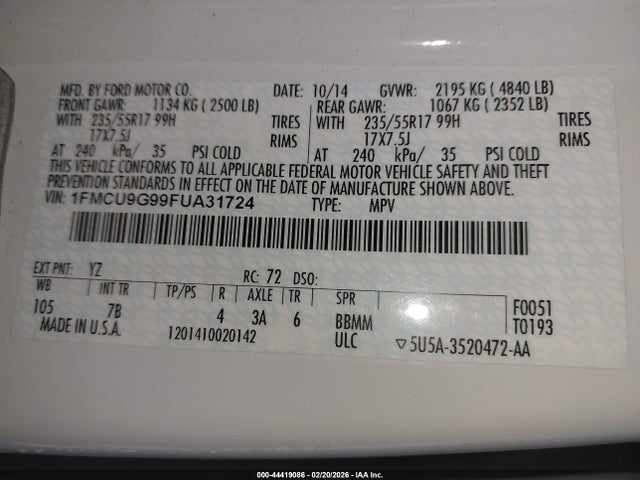 MFD. BY FORD MOTOR CO. DATE: 10/14 GVWR: 2195 KG ( 4840 LB)
FRONT GAWR: 1134 KG ( 2500 LB) REAR GAWR: 1067 KG ( 2352 LB)
WITH 235/55R17 99H TIRES WITH 235/55R17 99H TIRES
17X7.5J RIMS 17X7.5J RIMS
AT 240 kPa/ 35 PSI COLD AT 240 kPa/ 35 PSI COLD
THIS VEHICLE CONFORMS TO ALL APPLICABLE FEDERAL MOTOR VEHICLE SAFETY AND THEFT
PREVENTION STANDARDS IN EFFECT ON THE DATE OF MANUFACTURE SHOWN ABOVE.
VIN: 1FMCU9G99FUA31724 TYPE: MPV
EXT PNT: YZ RC: 72 DSO:
WB INT TR TP/PS R AXLE TR SPR F0051
105 7B 4 3A 6 BBMM T0193
MADE IN U.S.A. 1201410020142 ULC ▽5U5A-3520472-AA
000-44419086 - 02/20/2026 - IAA Inc.